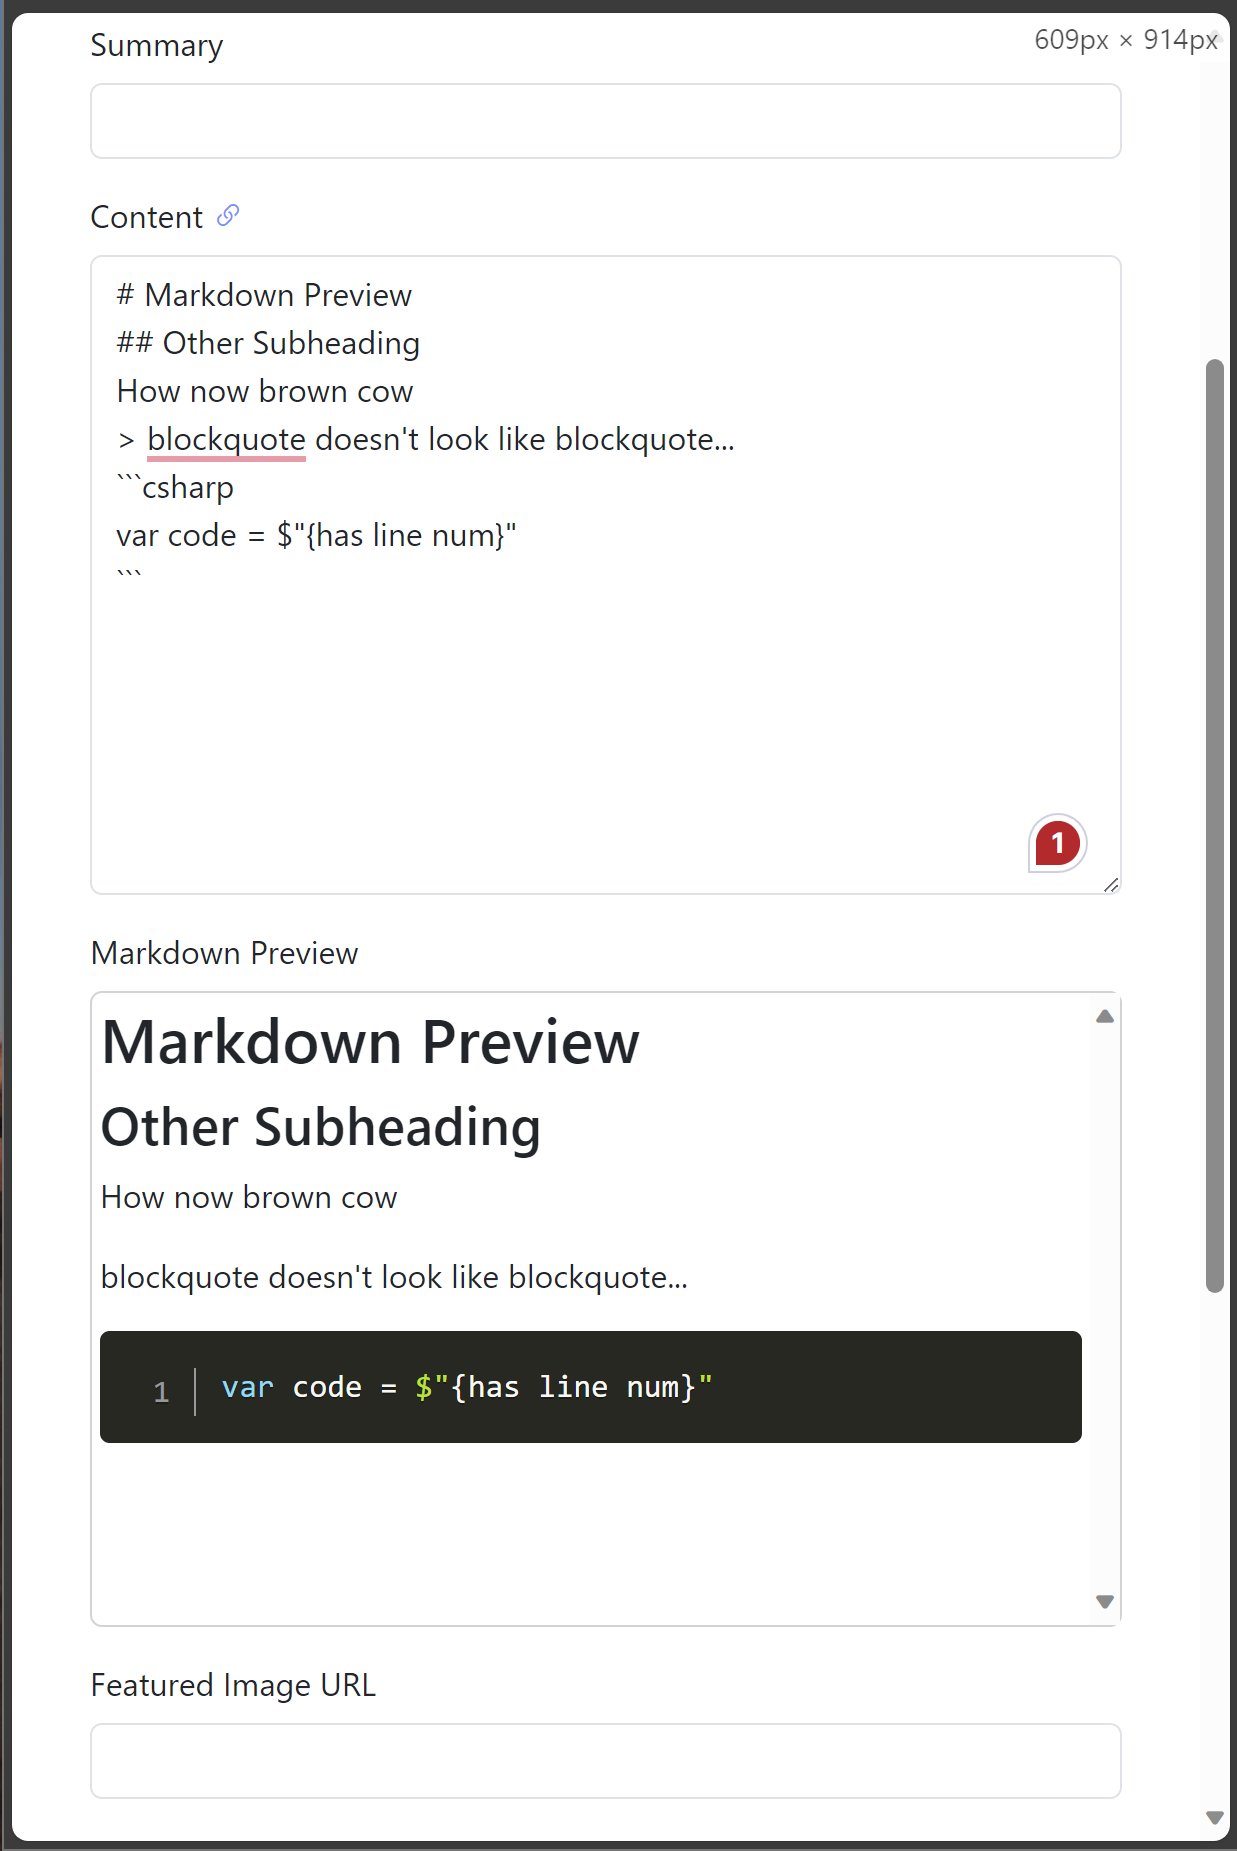 Summary
609px × 914px
Content
# Markdown Preview
## Other Subheading
How now brown cow
> blockquote doesn't look like blockquote...
```csharp
var code = $"{has line num}"
```
1
Markdown Preview
Markdown Preview
Other Subheading
How now brown cow
blockquote doesn't look like blockquote...
1 var code = $"{has line num}"
Featured Image URL